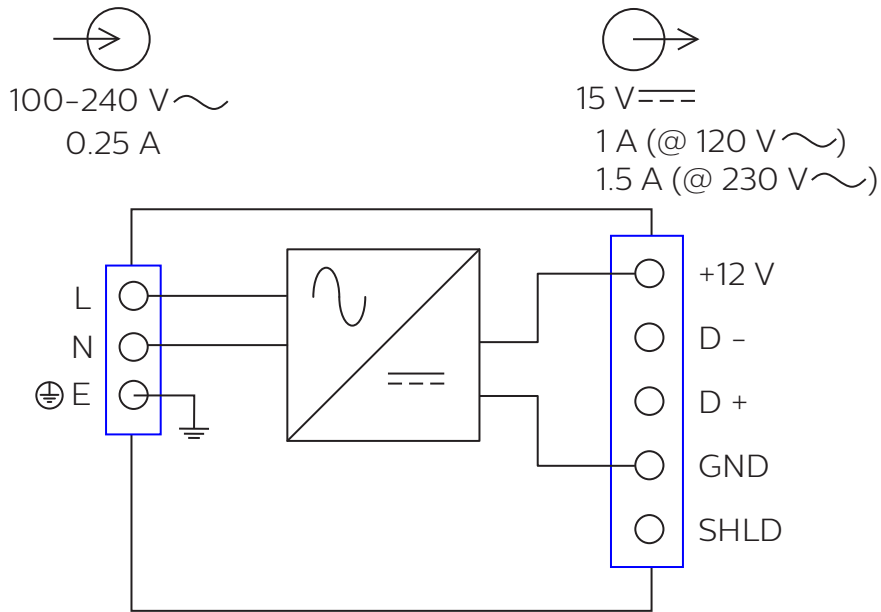 100-240 V
0.25 A
15 V
1 A (@ 120 V)
1.5 A (@ 230 V)
L
N
E
+12 V
D -
D +
GND
SHLD